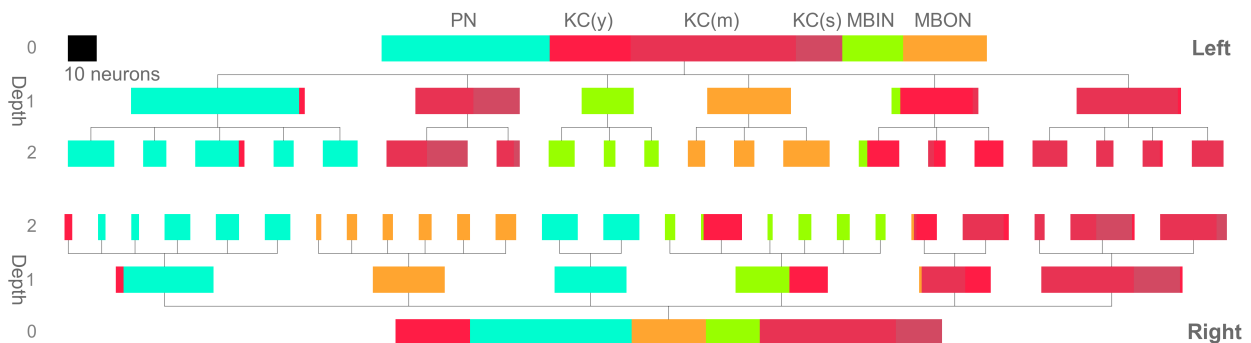 PN KC(y) KC(m) KC(s) MBIN MBON
0 Left
10 neurons
Depth
1
2
2
Depth
1
0 Right